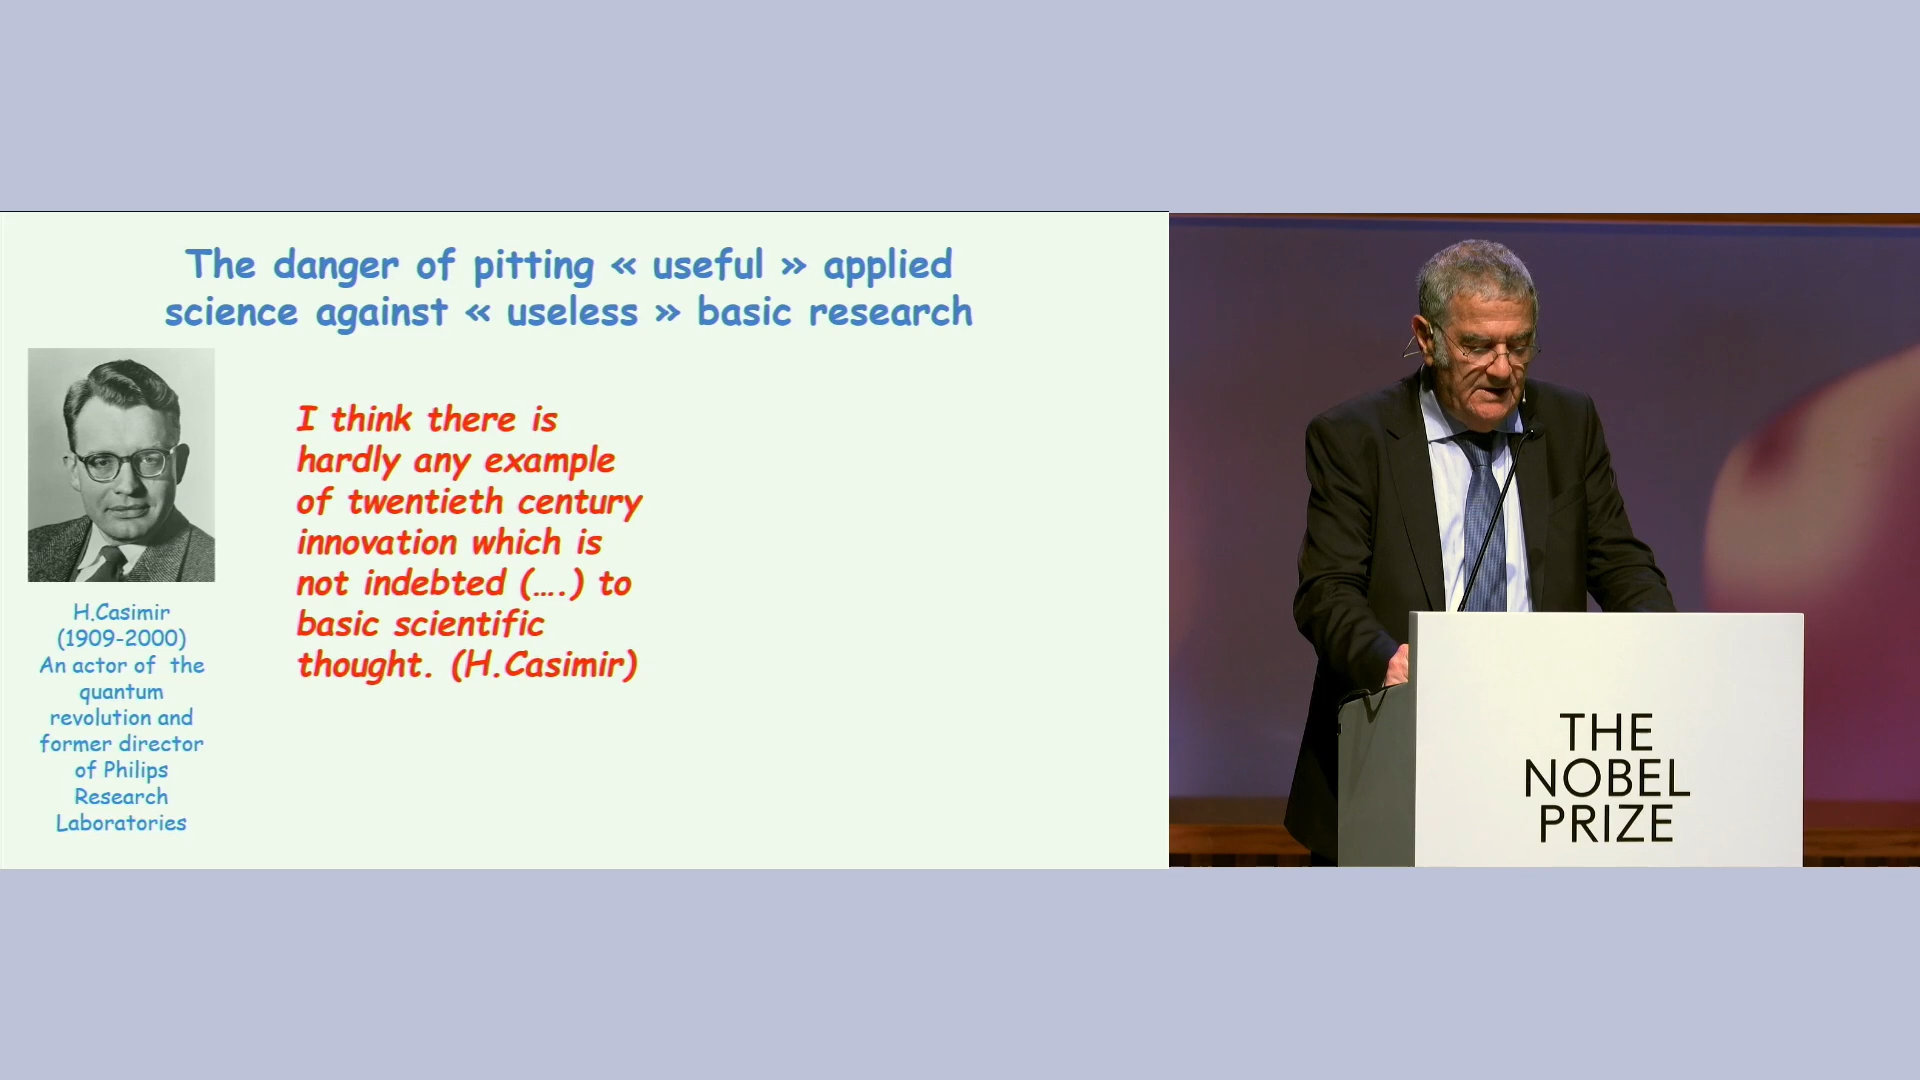 The danger of pitting « useful » applied
science against « useless » basic research
I think there is
hardly any example
of twentieth century
innovation which is
not indebted (....) to
basic scientific
thought. (H.Casimir)
H.Casimir
(1909-2000)
An actor of the
quantum
revolution and
former director
of Philips
Research
Laboratories
THE
NOBEL
PRIZE